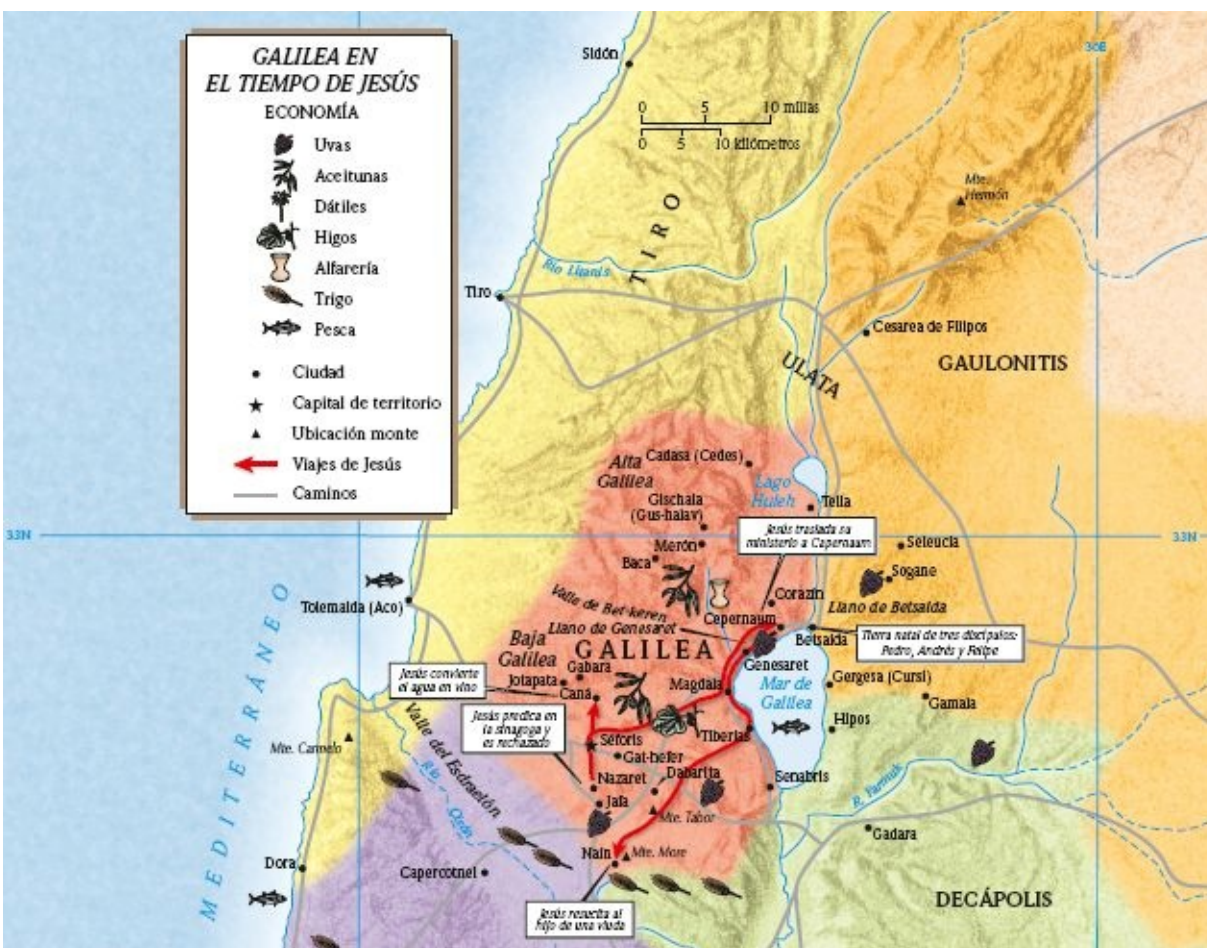 GALILEA EN
EL TIEMPO DE JESÚS
ECONOMÍA
Uvas
Aceitunas
Dátiles
Higos
Alfarería
Trigo
Pesca
Ciudad
Capital de territorio
Ubicación monte
Viajes de Jesús
Caminos
Sidón
0 5 10 millas
0 5 10 kilómetros
36E
Mte.
Hermón
TIRO
Río Litanis
Tiro
Cesarea de Filipos
ULATA
GAULONITIS
Alta
Galilea
Cadasa (Cedes)
Lago
Huleh
Tella
Gischala
(Gus-halav)
33N
33N
Jesús traslada su
ministerio a Capernaum
Merón
Baca
Seleucia
Sogane
Tolemaida (Aco)
Valle de Bet-keren
Corazín
Llano de Betsaida
Cepernaum
Llano de Genesaret
Betsaida
Tierra natal de tres discípulos:
Pedro, Andrés y Felipe
Baja
Galilea
GALILEA
Genesaret
Jesús convierte
el agua en vino
Gabara
Jotapata
Caná
Magdala
Mar de
Galilea
Gergesa (Cursi)
Gamala
Jesús predica en
la sinagoga y
es rechazado
Hipos
Tiberias
Séforis
Gat-hefer
MEDITERRÁNEO
Mte. Carmelo
Valle del Esdraelón
Río
Nazaret
Dabarita
Senabris
Jafa
Mte. Tabor
R. Yarmuk
Gadara
Naín
Mte. More
Dora
Capercotnel
DECÁPOLIS
Jesús resucita al
hijo de una viuda